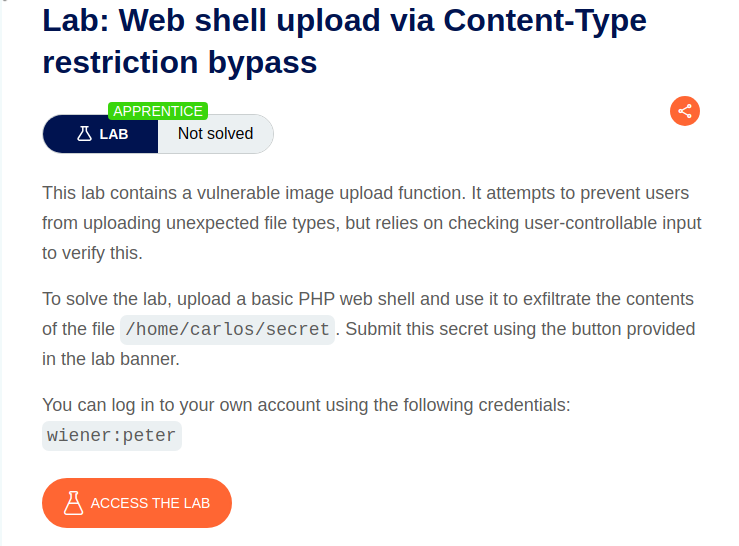 Lab: Web shell upload via Content-Type
restriction bypass
APPRENTICE
LAB
Not solved
This lab contains a vulnerable image upload function. It attempts to prevent users
from uploading unexpected file types, but relies on checking user-controllable input
to verify this.
To solve the lab, upload a basic PHP web shell and use it to exfiltrate the contents
of the file /home/carlos/secret. Submit this secret using the button provided
in the lab banner.
You can log in to your own account using the following credentials:
wiener:peter
ACCESS THE LAB